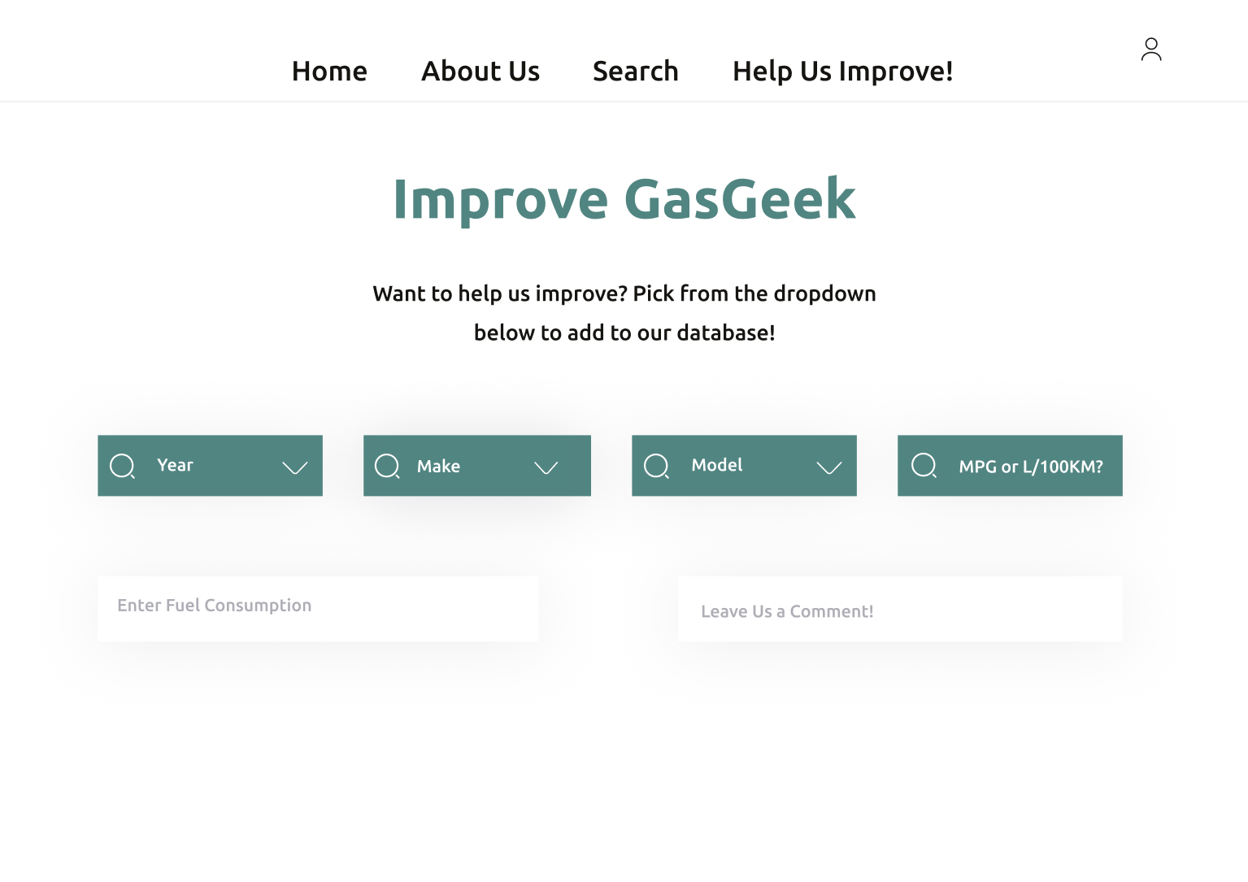 Home About Us Search Help Us Improve!
Improve GasGeek
Want to help us improve? Pick from the dropdown
below to add to our database!
Year Make Model MPG or L/100KM?
Enter Fuel Consumption Leave Us a Comment!